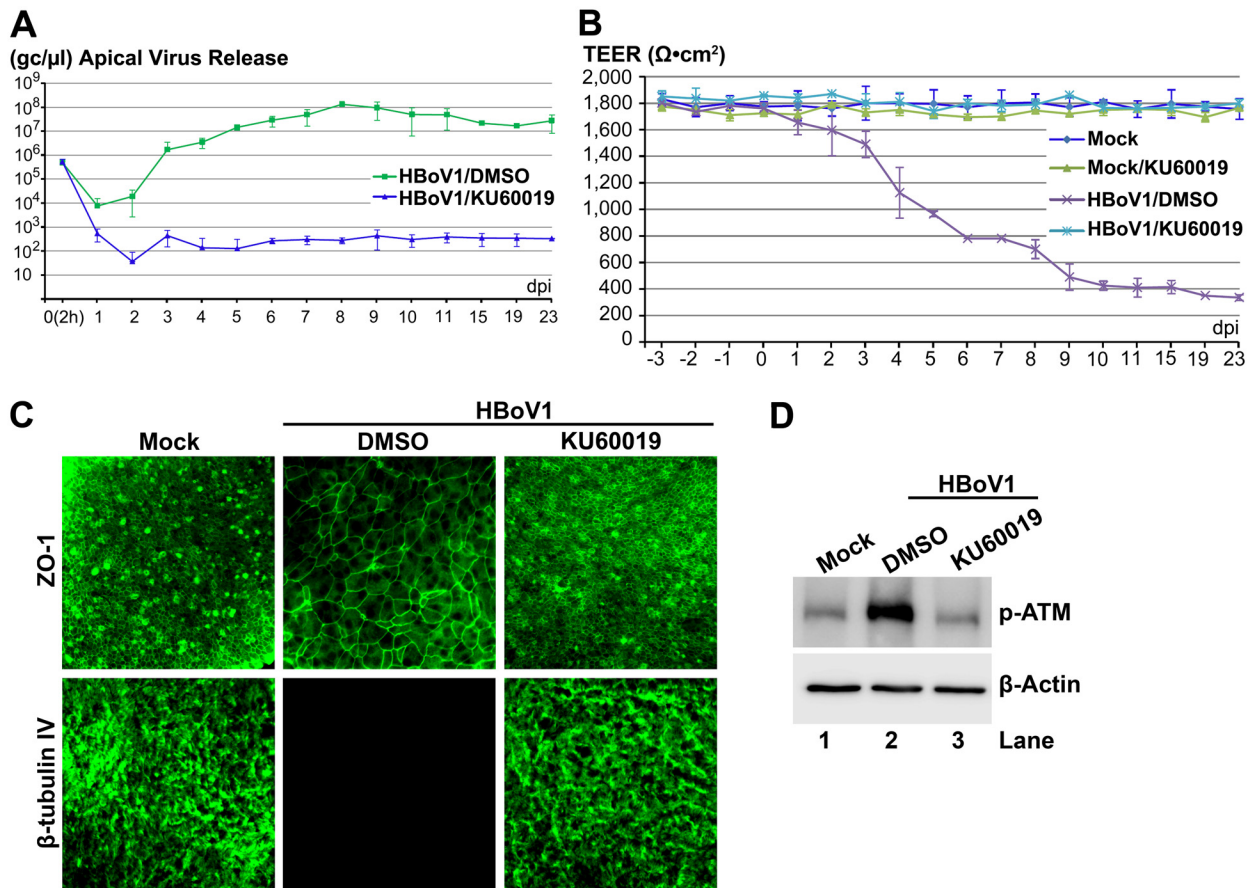 A
(gc/µl) Apical Virus Release
10⁹
10⁸
10⁷
10⁶
10⁵
10⁴
10³
10²
10
HBoV1/DMSO
HBoV1/KU60019
dpi
0(2h) 1 2 3 4 5 6 7 8 9 10 11 15 19 23
B
TEER (Ω•cm²)
2,000
1,800
1,600
1,400
1,200
1,000
800
600
400
200
0
Mock
Mock/KU60019
HBoV1/DMSO
HBoV1/KU60019
dpi
-3 -2 -1 0 1 2 3 4 5 6 7 8 9 10 11 15 19 23
C
HBoV1
Mock DMSO KU60019
ZO-1
β-tubulin IV
D
HBoV1
Mock DMSO KU60019
p-ATM
β-Actin
1 2 3 Lane